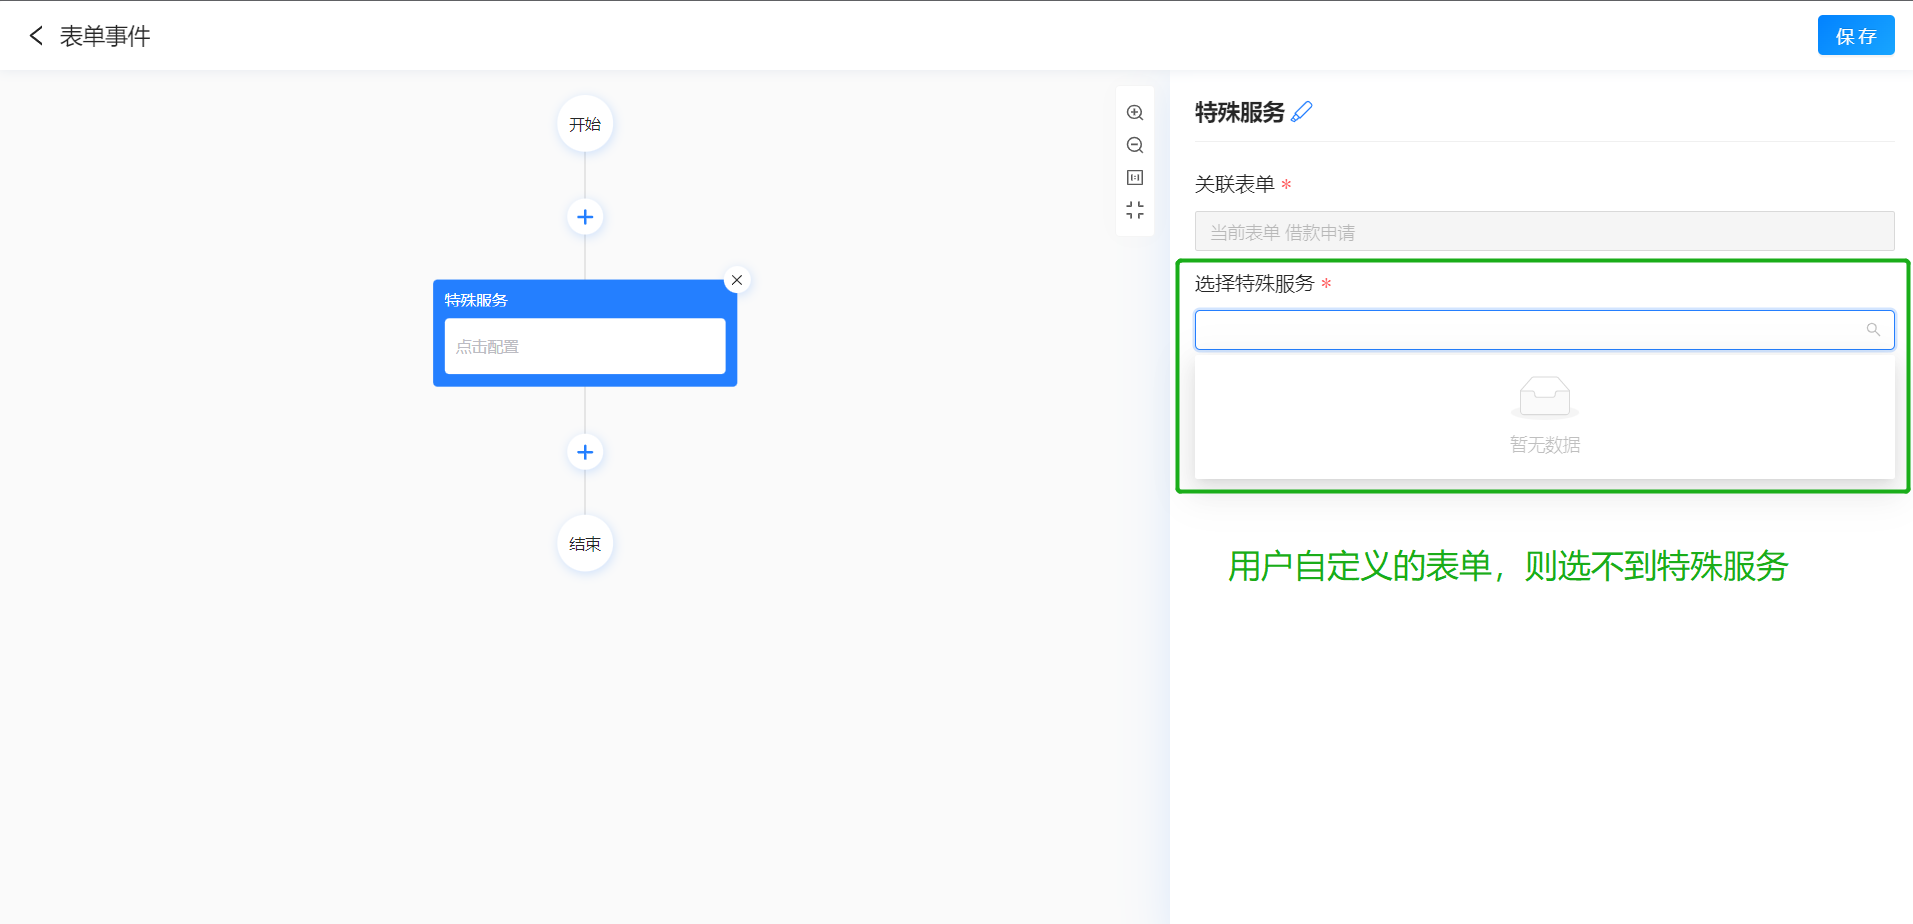 表单事件
保存
开始
特殊服务
点击配置
结束
特殊服务
关联表单 *
当前表单 借款申请
选择特殊服务 *
暂无数据
用户自定义的表单，则选不到特殊服务